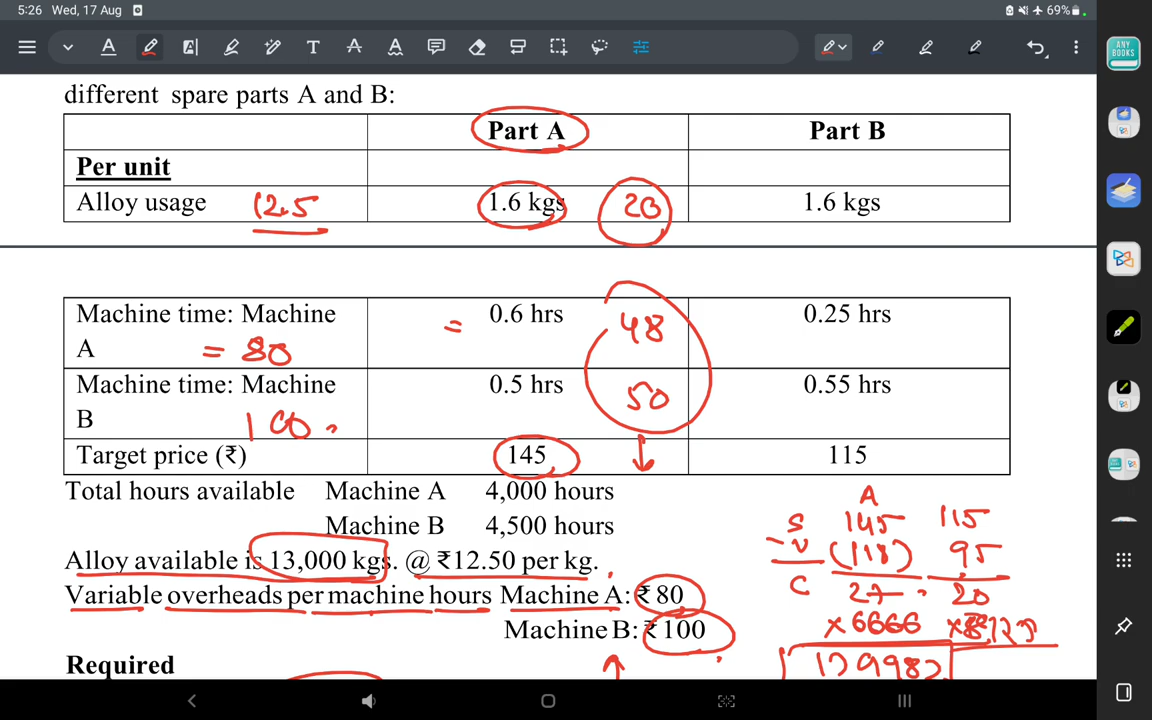 5:26 Wed, 17 Aug 69%
different spare parts A and B:
Part A Part B
Per unit
Alloy usage 12.5 1.6 kgs 20 1.6 kgs
Machine time: Machine A = 80 = 0.6 hrs 48 0.25 hrs
Machine time: Machine B 100 0.5 hrs 50 0.55 hrs
Target price (₹) 145 115
Total hours available Machine A 4,000 hours
Machine B 4,500 hours
Alloy available is 13,000 kgs. @ ₹12.50 per kg.
Variable overheads per machine hours Machine A: ₹ 80
Machine B: ₹ 100
Required
A
S 145 115
- V (118) 95
C 27 20
x 6666
ANY BOOKS